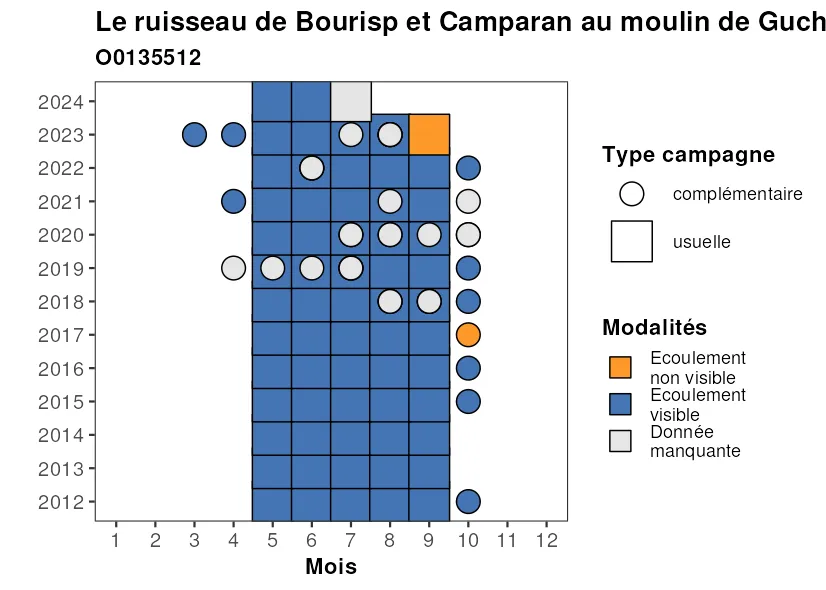 Le ruisseau de Bourisp et Camparan au moulin de Guch
O0135512
2024
2023
2022
2021
2020
2019
2018
2017
2016
2015
2014
2013
2012
1 2 3 4 5 6 7 8 9 10 11 12
Mois
Type campagne
complémentaire
usuelle
Modalités
Ecoulement
non visible
Ecoulement
visible
Donnée
manquante